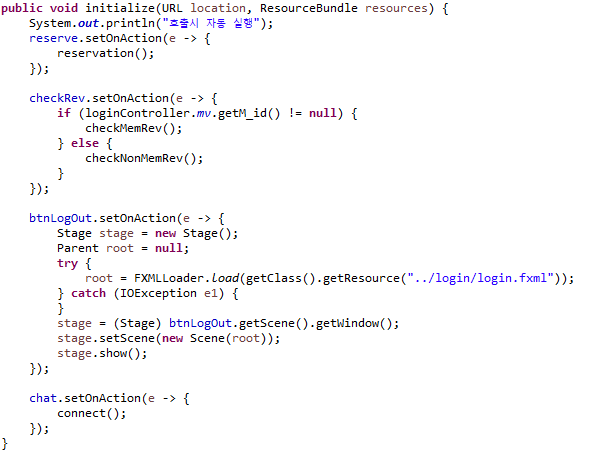 public void initialize(URL location, ResourceBundle resources) {
    System.out.println("호출시 자동 실행");
    reserve.setOnAction(e -> {
        reservation();
    });

    checkRev.setOnAction(e -> {
        if (loginController.mv.getM_id() != null) {
            checkMemRev();
        } else {
            checkNonMemRev();
        }
    });

    btnLogOut.setOnAction(e -> {
        Stage stage = new Stage();
        Parent root = null;
        try {
            root = FXMLLoader.load(getClass().getResource("../login/login.fxml"));
        } catch (IOException e1) {
        }
        stage = (Stage) btnLogOut.getScene().getWindow();
        stage.setScene(new Scene(root));
        stage.show();
    });

    chat.setOnAction(e -> {
        connect();
    });
}